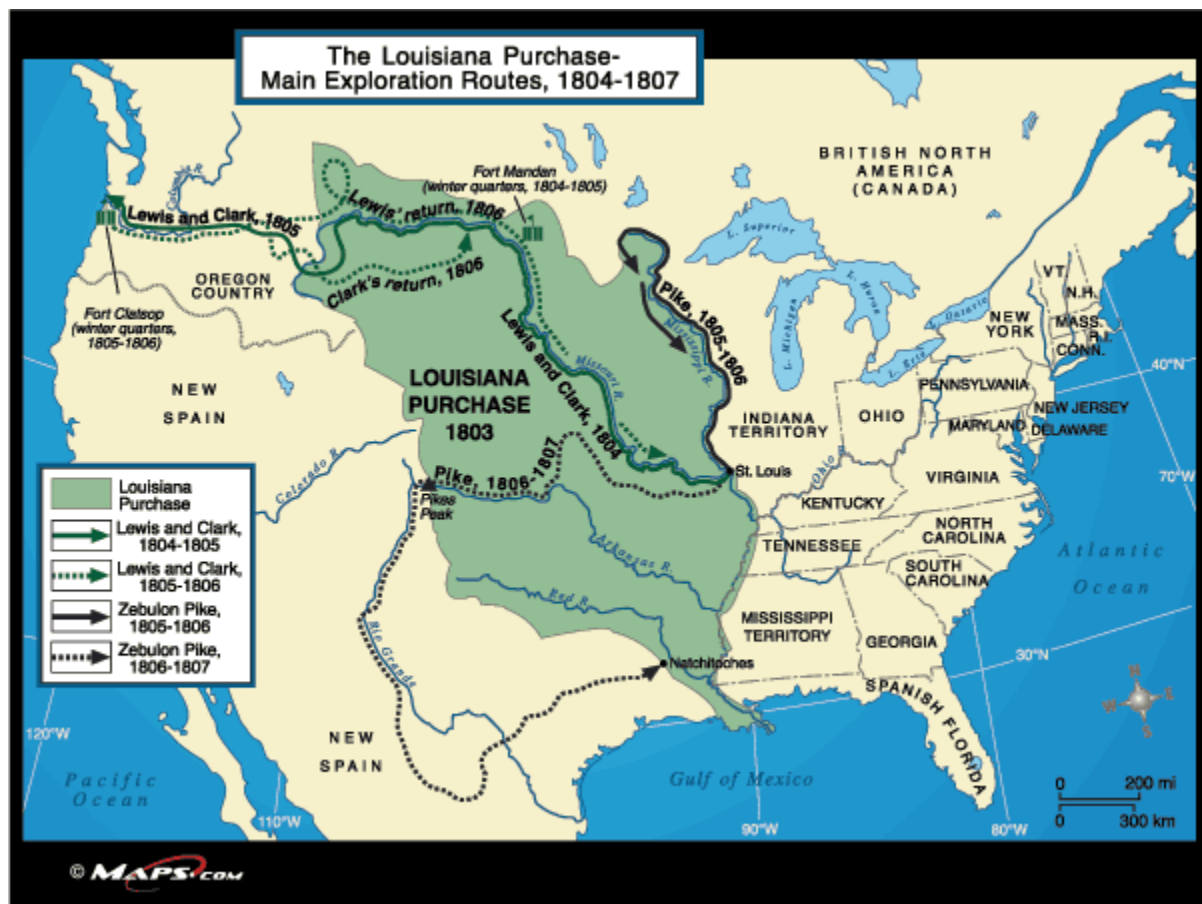 The Louisiana Purchase-
Main Exploration Routes, 1804-1807
BRITISH NORTH
AMERICA
(CANADA)
Columbia R.
Fort Mandan
(winter quarters, 1804-1805)
Lewis and Clark, 1805
Lewis' return, 1806
Clark's return, 1806
OREGON
COUNTRY
Fort Clatsop
(winter quarters,
1805-1806)
L. Superior
L. Michigan
L. Huron
L. Ontario
L. Erie
Pike, 1805-1806
Mississippi R.
Missouri R.
Lewis and Clark, 1804
LOUISIANA
PURCHASE
1803
NEW
SPAIN
VT.
N.H.
NEW
YORK
MASS.
R.I.
CONN.
40°N
PENNSYLVANIA
NEW JERSEY
MARYLAND
DELAWARE
OHIO
INDIANA
TERRITORY
Ohio R.
VIRGINIA
70°W
St. Louis
KENTUCKY
NORTH
CAROLINA
TENNESSEE
SOUTH
CAROLINA
Atlantic
Ocean
MISSISSIPPI
TERRITORY
GEORGIA
30°N
SPANISH FLORIDA
Pike, 1806-1807
Pikes
Peak
Colorado R.
Arkansas R.
Red R.
Rio Grande
Natchitoches
NEW
SPAIN
Gulf of Mexico
Pacific
Ocean
120°W
110°W
90°W
80°W
N
E
S
W
0 200 mi
0 300 km
Louisiana
Purchase
Lewis and Clark,
1804-1805
Lewis and Clark,
1805-1806
Zebulon Pike,
1805-1806
Zebulon Pike,
1806-1807
© MAPS.COM